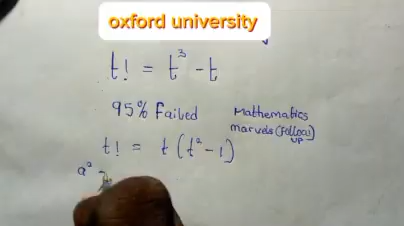 oxford university
t! = t³ - t
95% Failed
Mathematics
marvels (follow
up)
t! = t(t² - 1)
a²